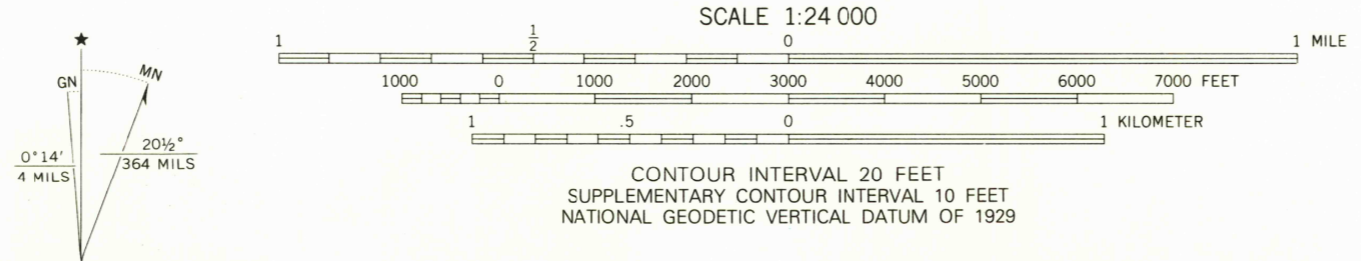 ★
GN
MN
0°14′
4 MILS
20½°
364 MILS
SCALE 1:24 000
1 ½ 0 1 MILE
1000 0 1000 2000 3000 4000 5000 6000 7000 FEET
1 .5 0 1 KILOMETER
CONTOUR INTERVAL 20 FEET
SUPPLEMENTARY CONTOUR INTERVAL 10 FEET
NATIONAL GEODETIC VERTICAL DATUM OF 1929